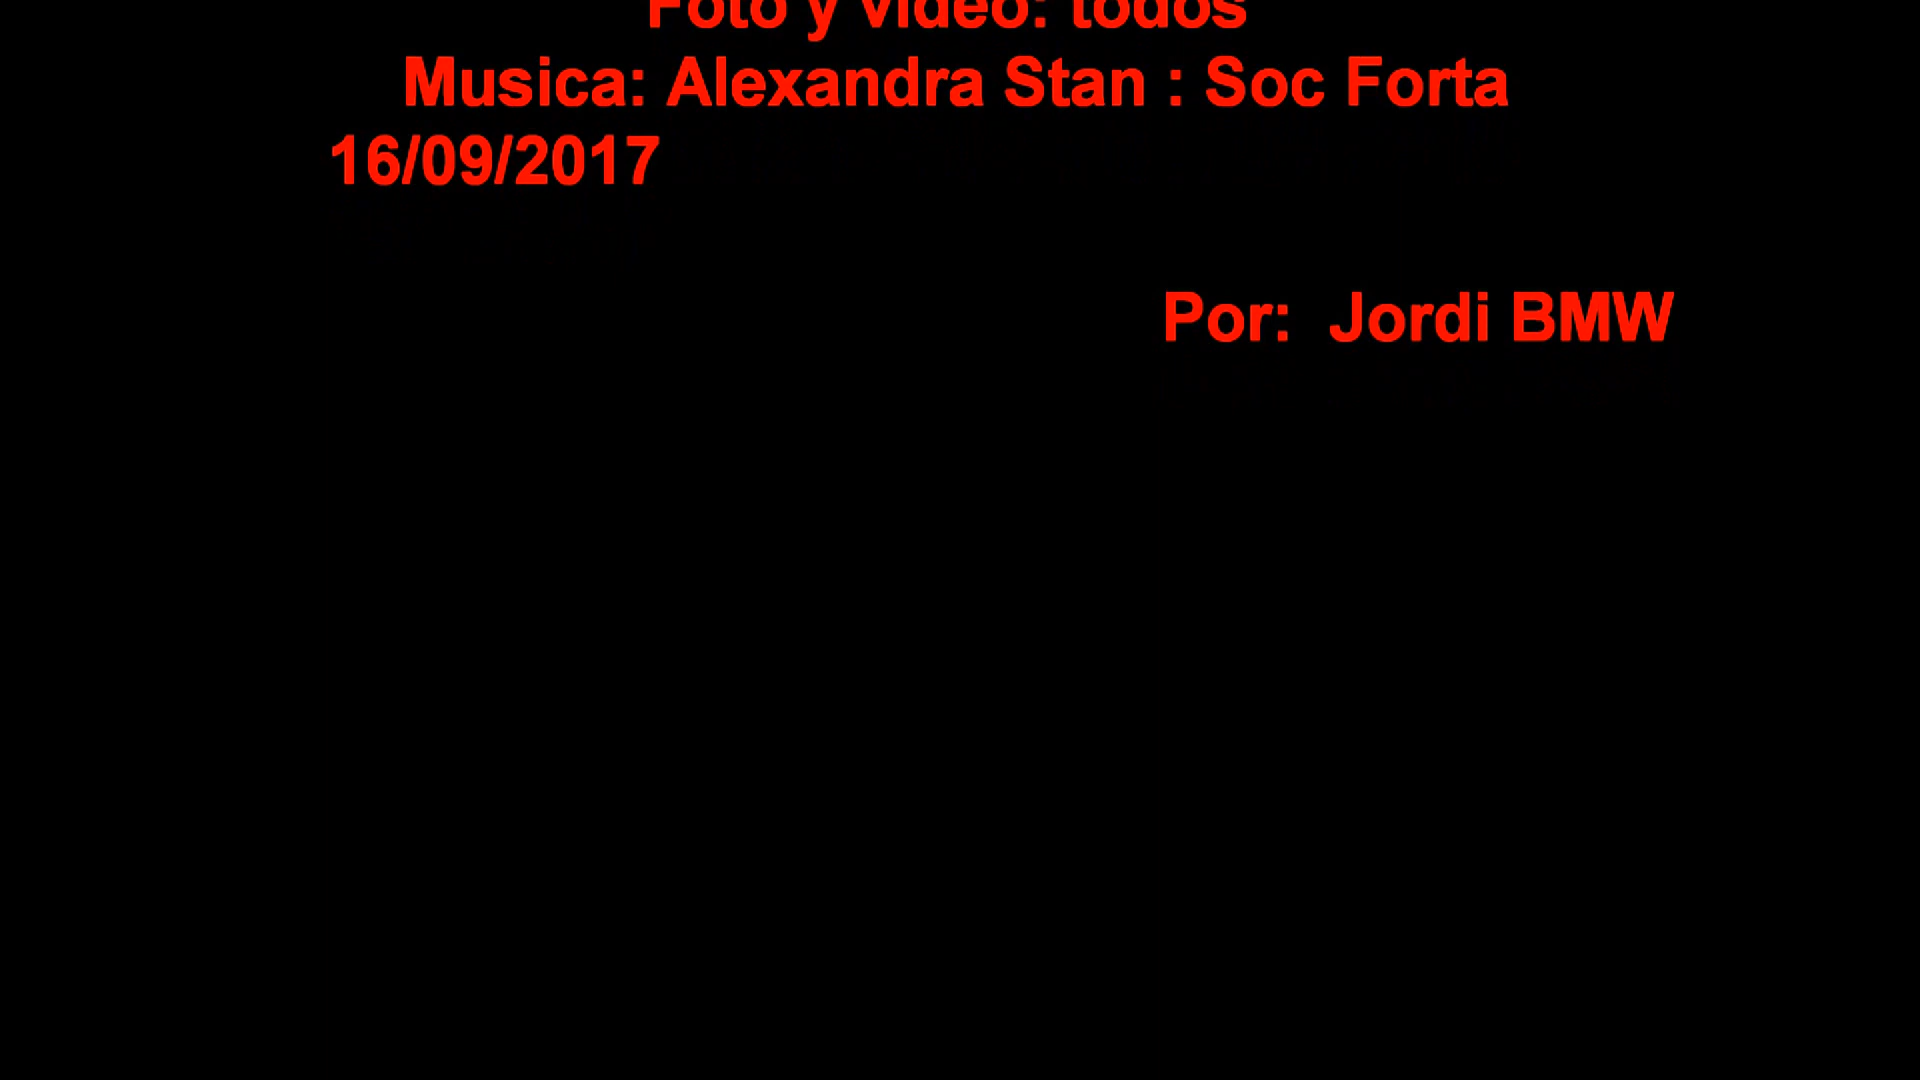 Foto y video: todos
Musica: Alexandra Stan : Soc Forta
16/09/2017
Por: Jordi BMW